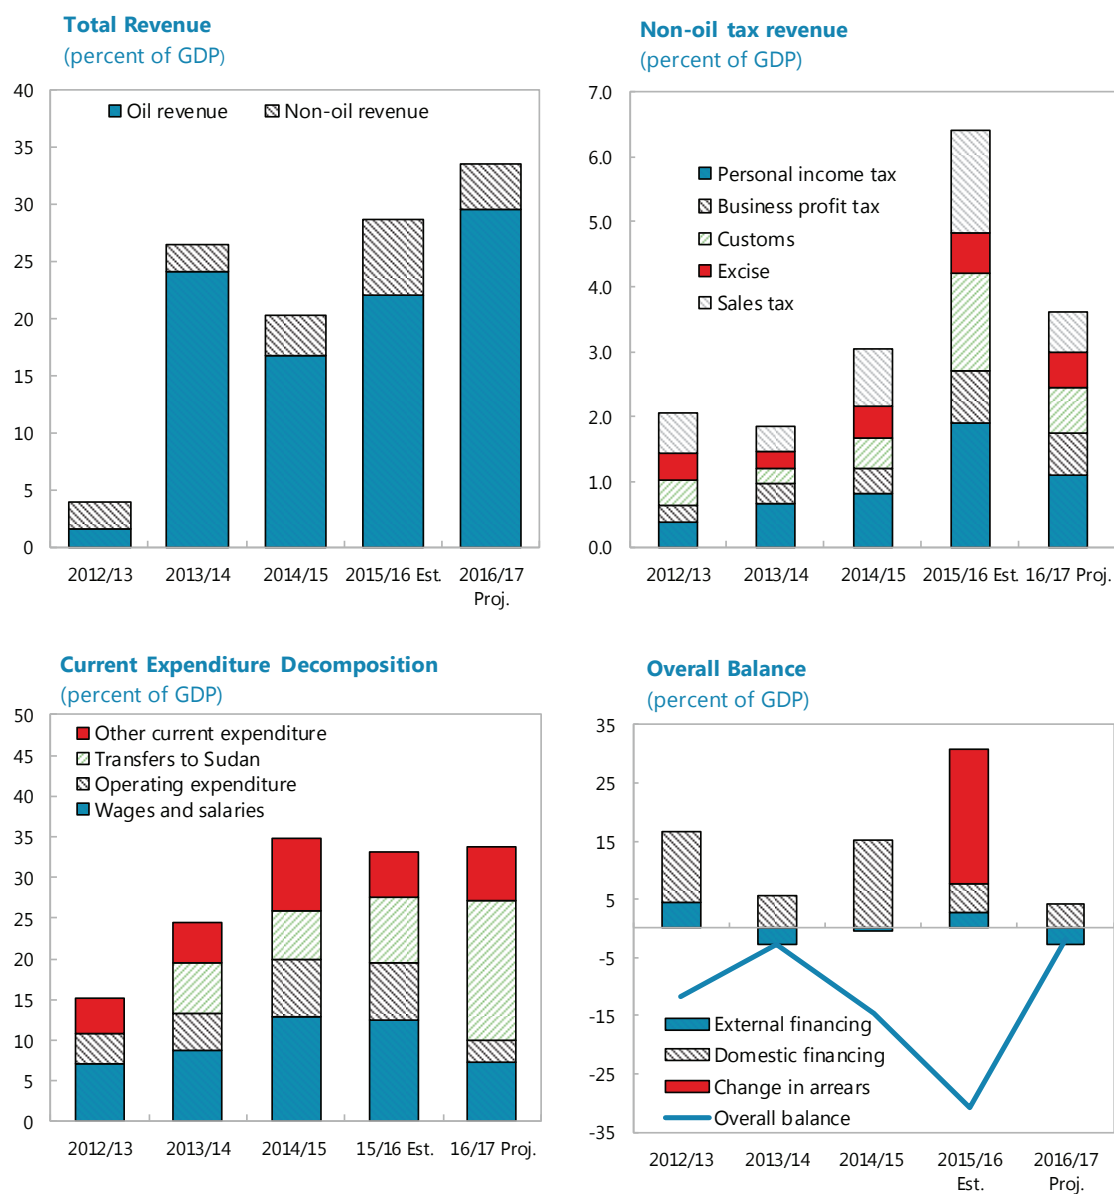 Total Revenue
(percent of GDP)
40
35
30
25
20
15
10
5
0
Oil revenue
Non-oil revenue
2012/13
2013/14
2014/15
2015/16 Est.
2016/17
Proj.
Non-oil tax revenue
(percent of GDP)
7.0
6.0
5.0
4.0
3.0
2.0
1.0
0.0
Personal income tax
Business profit tax
Customs
Excise
Sales tax
2012/13
2013/14
2014/15
2015/16 Est.
16/17 Proj.
Current Expenditure Decomposition
(percent of GDP)
50
45
40
35
30
25
20
15
10
5
0
Other current expenditure
Transfers to Sudan
Operating expenditure
Wages and salaries
2012/13
2013/14
2014/15
15/16 Est.
16/17 Proj.
Overall Balance
(percent of GDP)
35
25
15
5
-5
-15
-25
-35
External financing
Domestic financing
Change in arrears
Overall balance
2012/13
2013/14
2014/15
2015/16
Est.
2016/17
Proj.